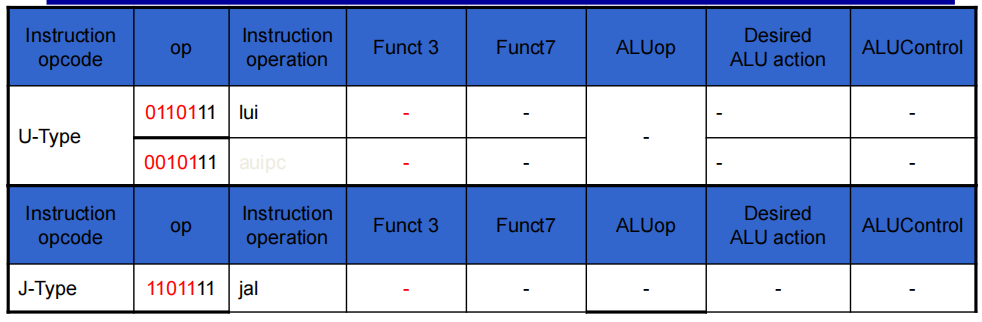 Instruction opcode op Instruction operation Funct 3 Funct7 ALUop Desired ALU action ALUControl
U-Type 0110111 lui - - - - -
0010111 auipc - - - -
Instruction opcode op Instruction operation Funct 3 Funct7 ALUop Desired ALU action ALUControl
J-Type 1101111 jal - - - - -